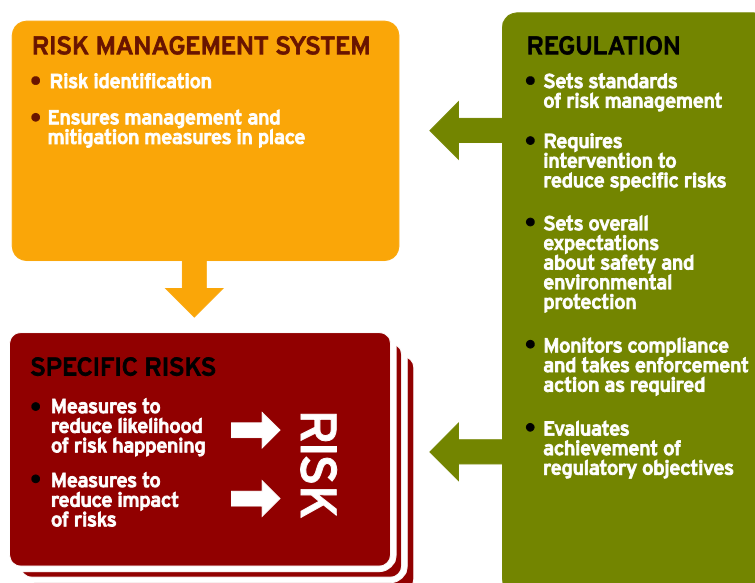 RISK MANAGEMENT SYSTEM
• Risk identification
• Ensures management and
mitigation measures in place
SPECIFIC RISKS
• Measures to
reduce likelihood
of risk happening
• Measures to
reduce impact
of risks
RISK
REGULATION
• Sets standards
of risk management
• Requires
intervention to
reduce specific risks
• Sets overall
expectations
about safety and
environmental
protection
• Monitors compliance
and takes enforcement
action as required
• Evaluates
achievement of
regulatory objectives